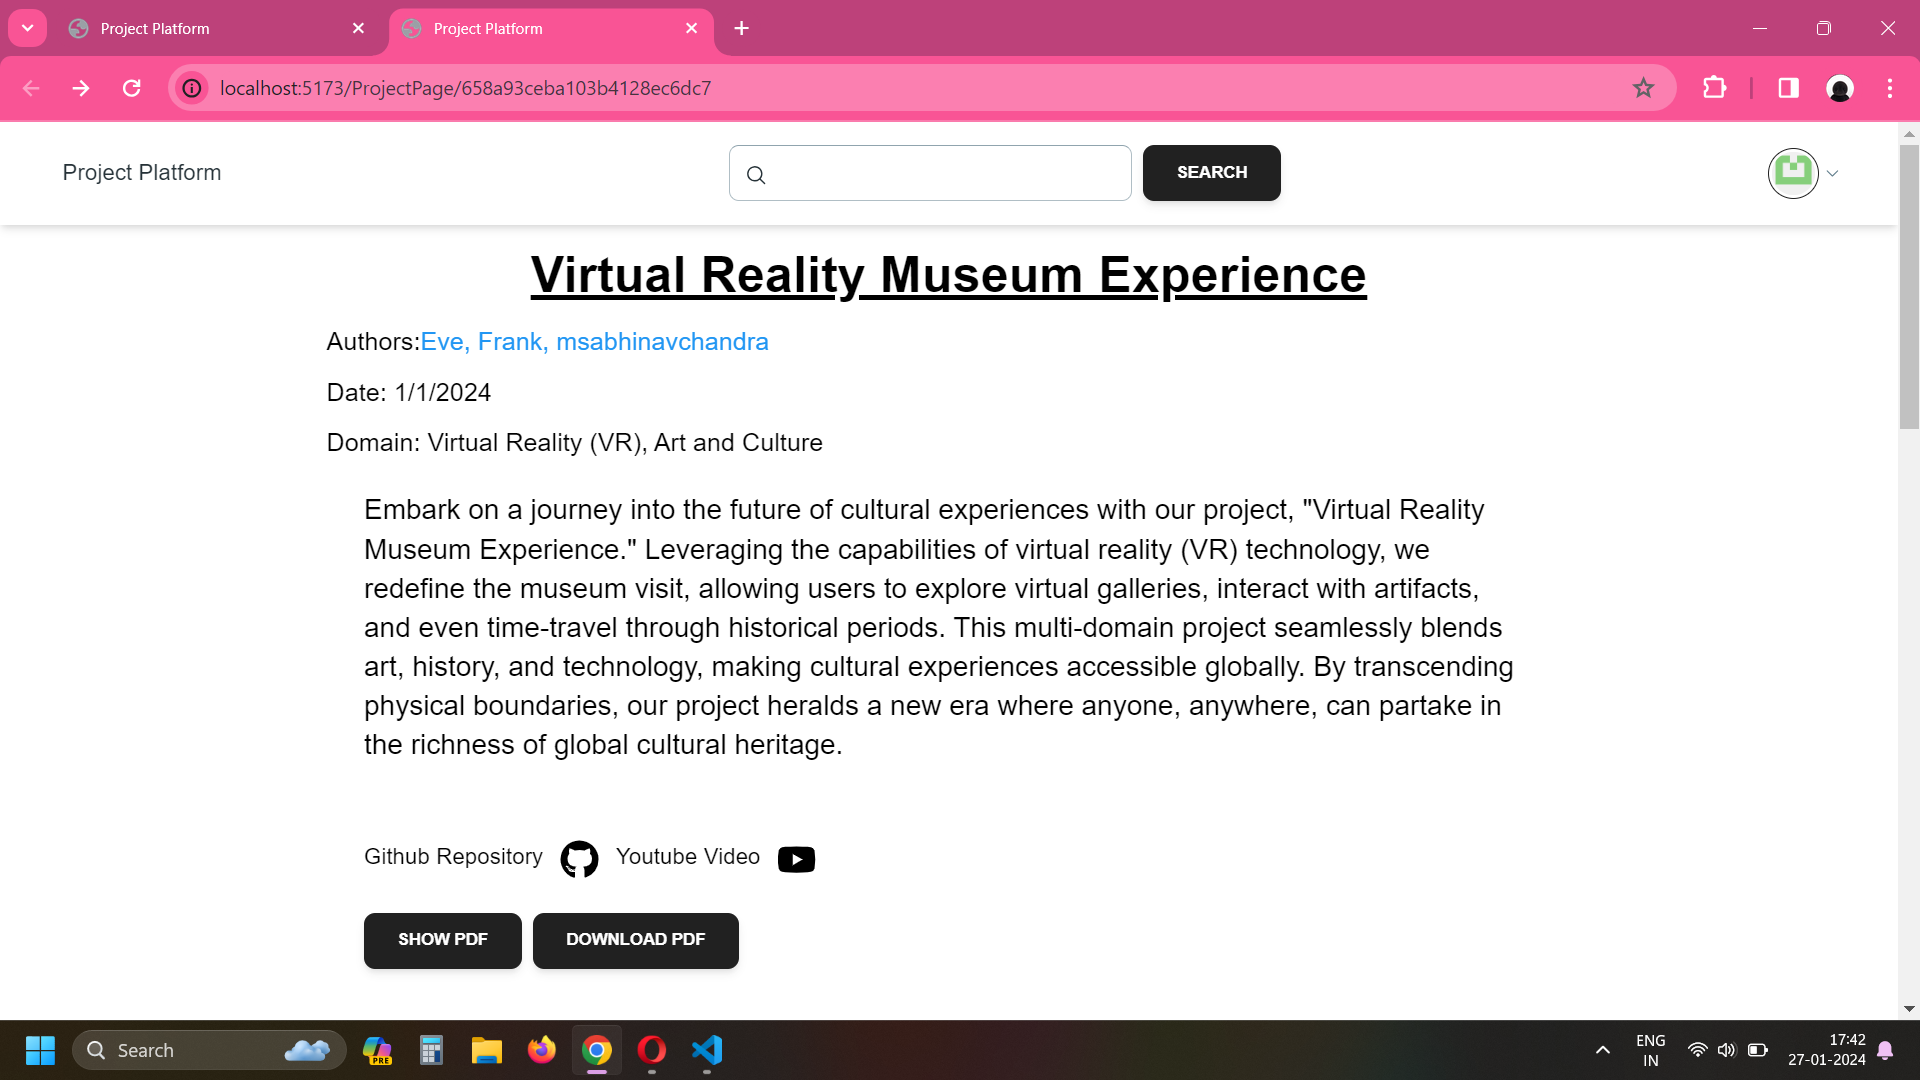 Project Platform
Project Platform
localhost:5173/ProjectPage/658a93ceba103b4128ec6dc7
Project Platform
SEARCH
Virtual Reality Museum Experience
Authors:Eve, Frank, msabhinavchandra
Date: 1/1/2024
Domain: Virtual Reality (VR), Art and Culture
Embark on a journey into the future of cultural experiences with our project, "Virtual Reality
Museum Experience." Leveraging the capabilities of virtual reality (VR) technology, we
redefine the museum visit, allowing users to explore virtual galleries, interact with artifacts,
and even time-travel through historical periods. This multi-domain project seamlessly blends
art, history, and technology, making cultural experiences accessible globally. By transcending
physical boundaries, our project heralds a new era where anyone, anywhere, can partake in
the richness of global cultural heritage.
Github Repository
Youtube Video
SHOW PDF
DOWNLOAD PDF
Search
PRE
ENG
IN
17:42
27-01-2024